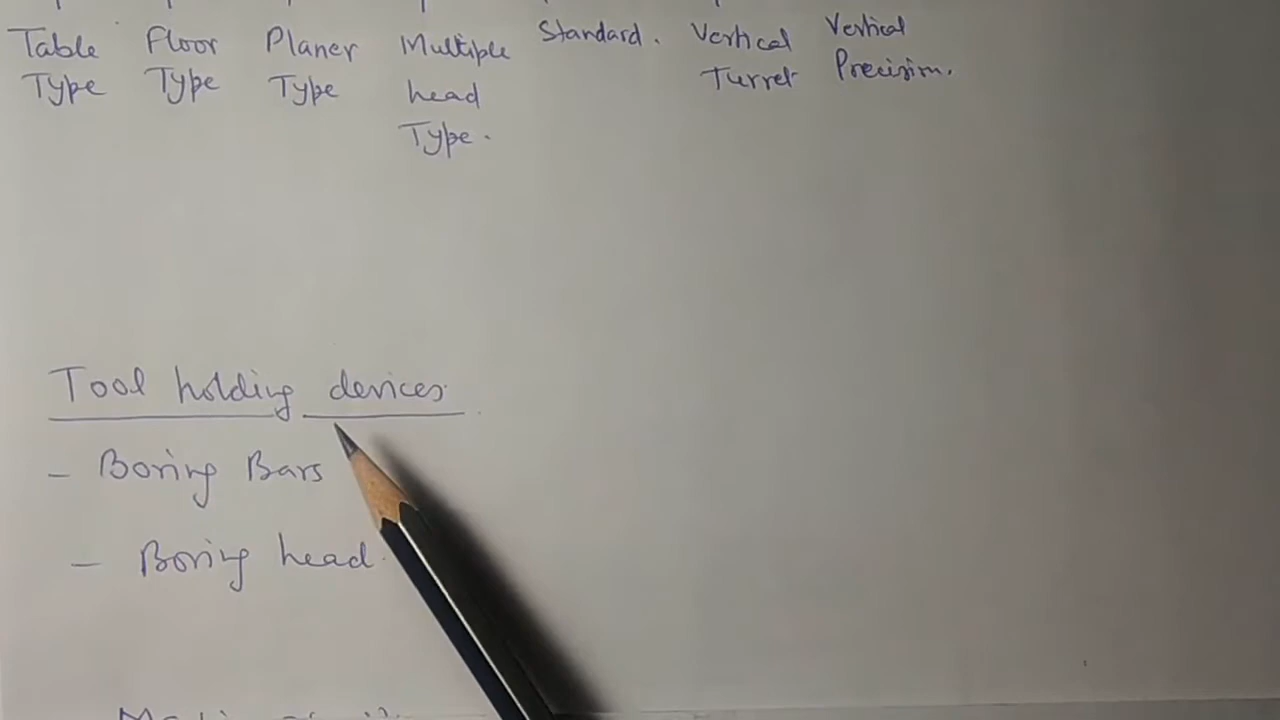 Table Floor Planer Multiple Standard. Vertical Vertical
Type Type Type head Turret Precision.
Type.
Tool holding devices
- Boring Bars
- Boring head